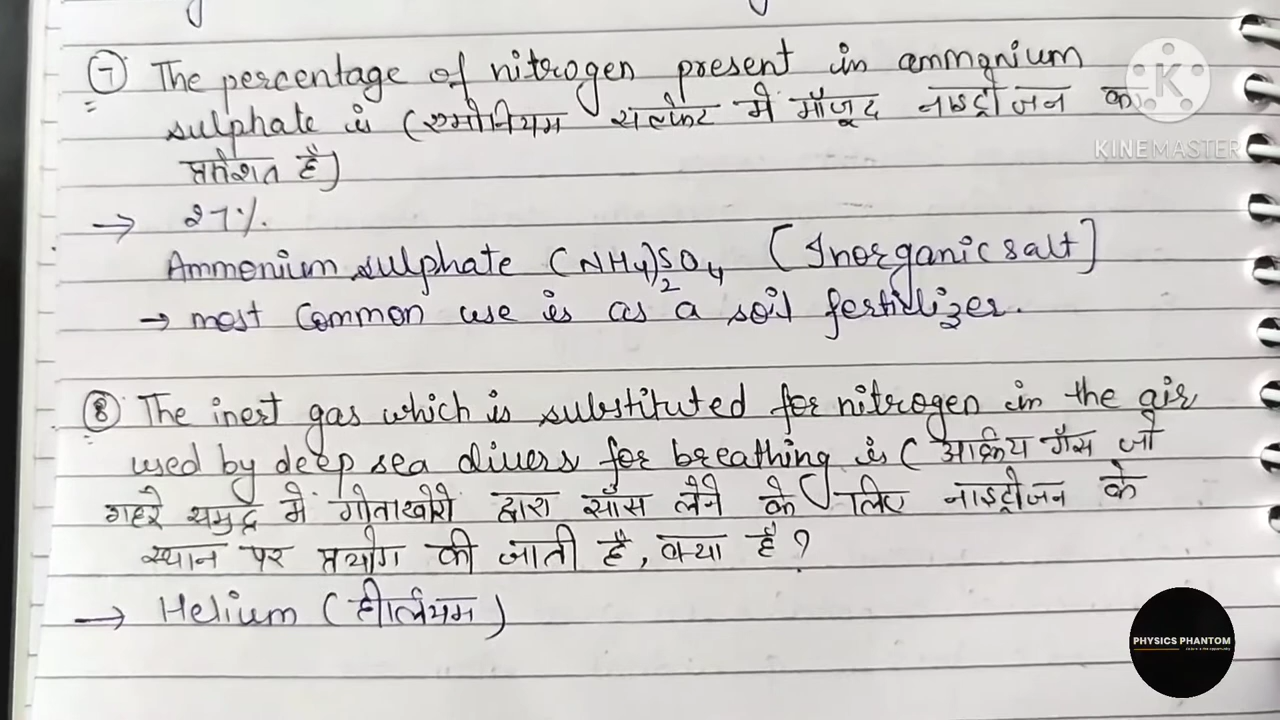 ⑦ The percentage of nitrogen present in ammonium
sulphate is (एमोनियम सल्फेट में मौजूद नाइट्रोजन का
प्रतिशत है)
→ 27%.
Ammonium sulphate (NH4)2SO4 [Inorganic salt]
→ most common use is as a soil fertilizer.
⑧ The inert gas which is substituted for nitrogen in the air
used by deep sea divers for breathing is (अक्रिय गैस जो
गहरे समुद्र में गोताखोरों द्वारा साँस लेने के लिए नाइट्रोजन के
स्थान पर प्रयोग की जाती है, क्या है?
→ Helium (हीलियम)
K
KINEMASTER
PHYSICS PHANTOM